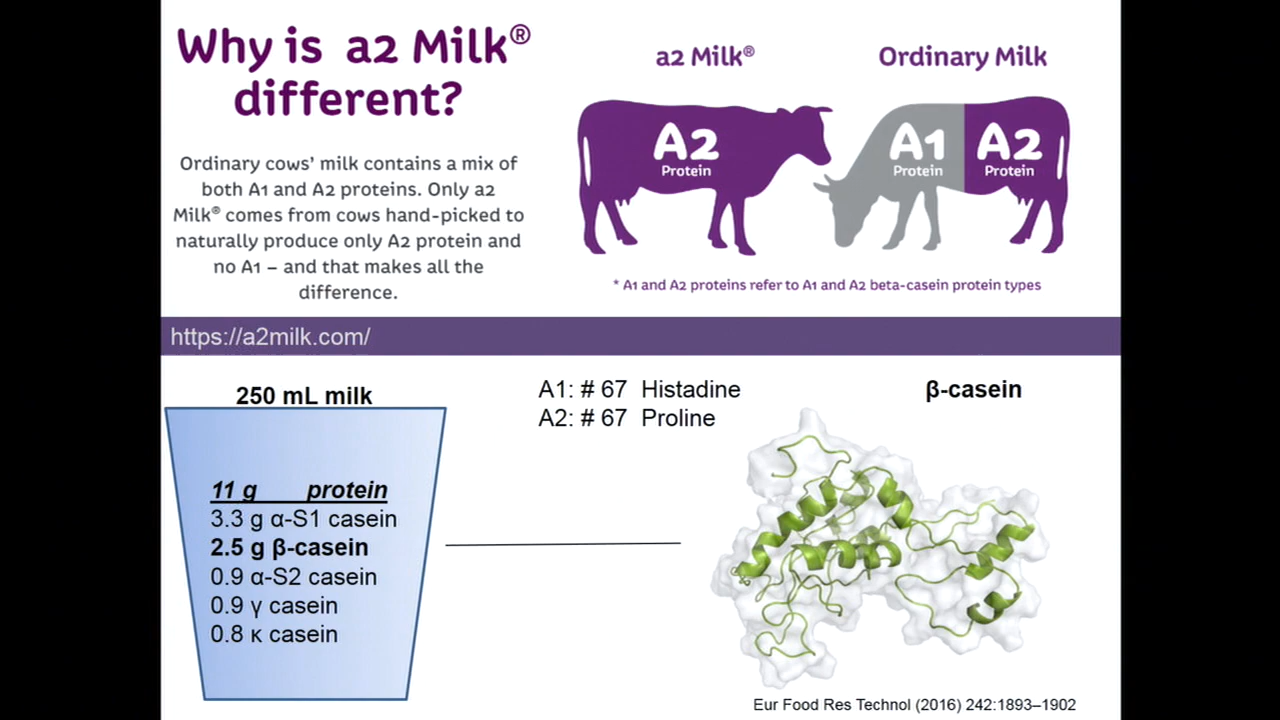 Why is a2 Milk®
different?
Ordinary cows' milk contains a mix of
both A1 and A2 proteins. Only a2
Milk® comes from cows hand-picked to
naturally produce only A2 protein and
no A1 – and that makes all the
difference.
a2 Milk®
Ordinary Milk
A2
Protein
A1
Protein
A2
Protein
* A1 and A2 proteins refer to A1 and A2 beta-casein protein types
https://a2milk.com/
250 mL milk
11 g protein
3.3 g α-S1 casein
2.5 g β-casein
0.9 α-S2 casein
0.9 γ casein
0.8 κ casein
A1: # 67 Histadine
A2: # 67 Proline
β-casein
Eur Food Res Technol (2016) 242:1893–1902